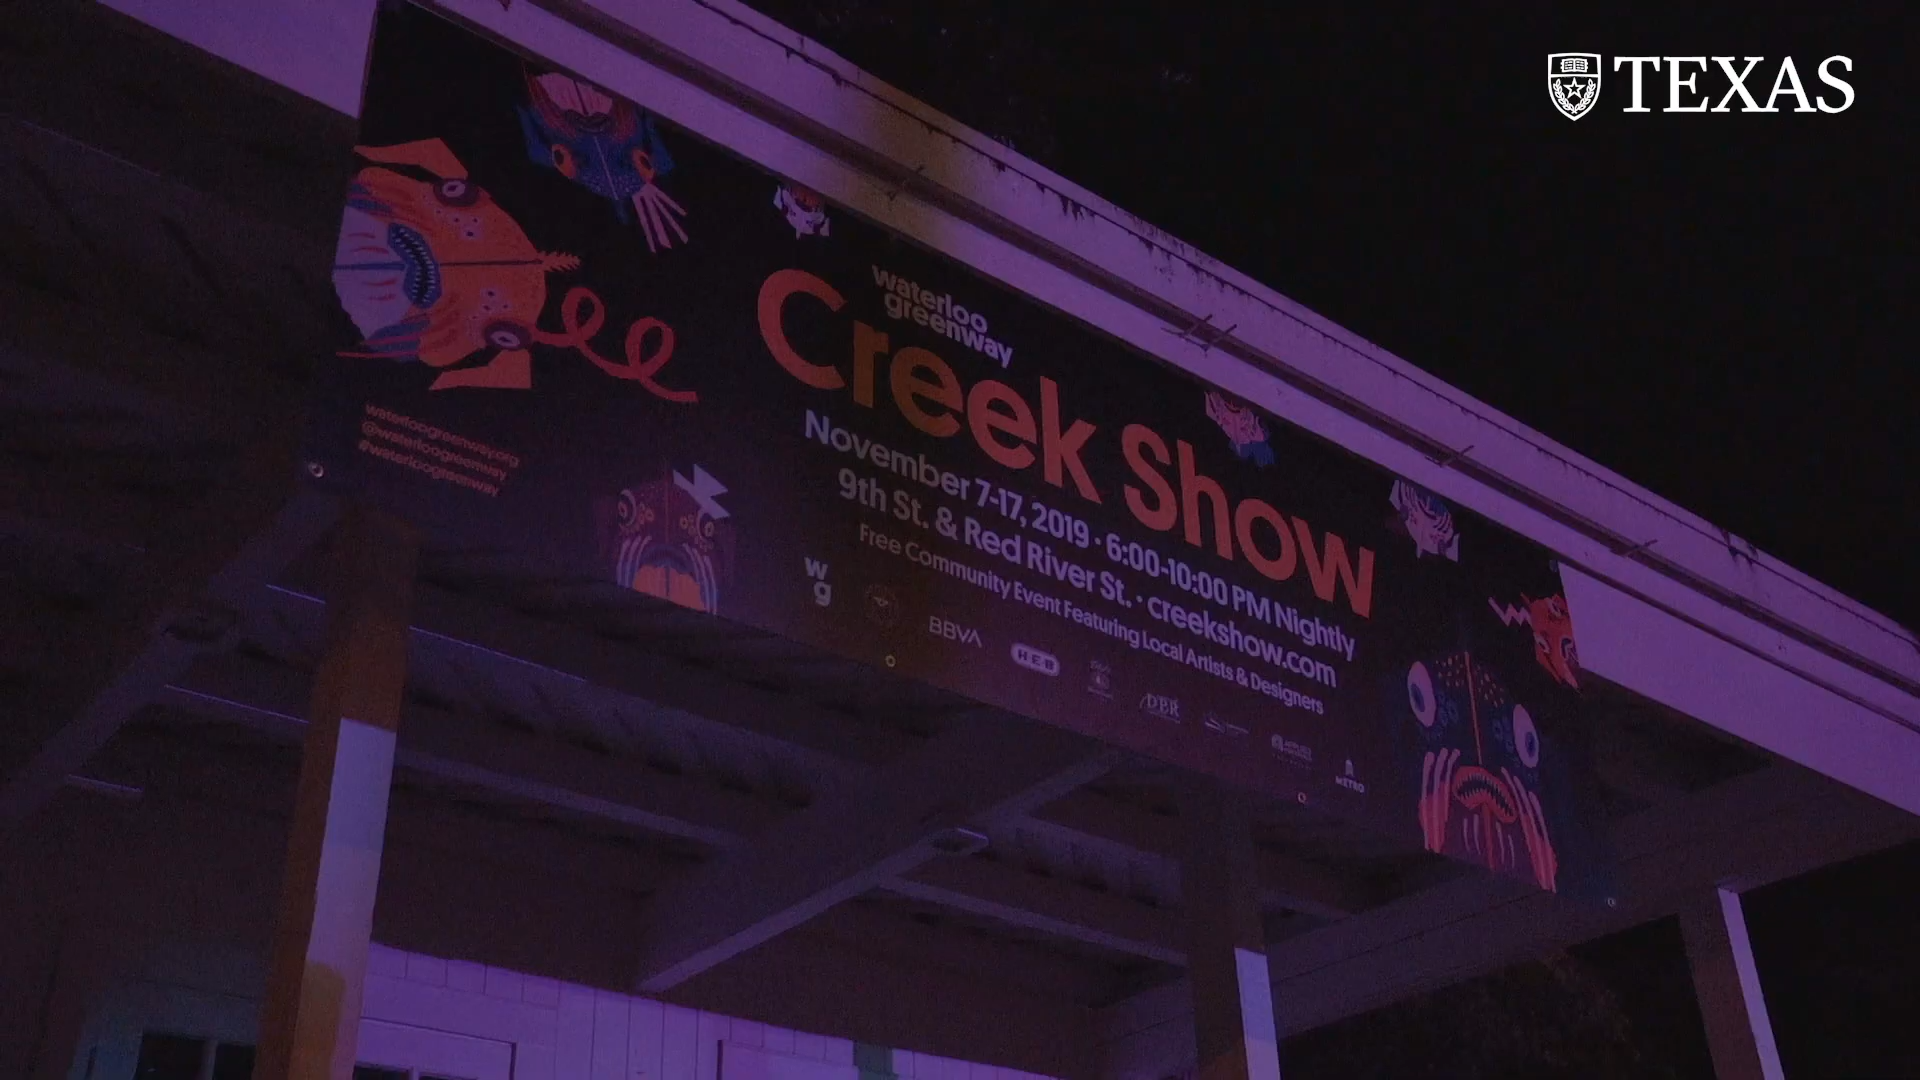 TEXAS
waterloo
greenway
Creek Show
November 7-17, 2019 · 6:00-10:00 PM Nightly
9th St. & Red River St. · creekshow.com
Free Community Event Featuring Local Artists & Designers
waterloogreenway.org
@waterloogreenway
#waterloogreenway
w
g
BBVA
H-E-B
DBR
METRO